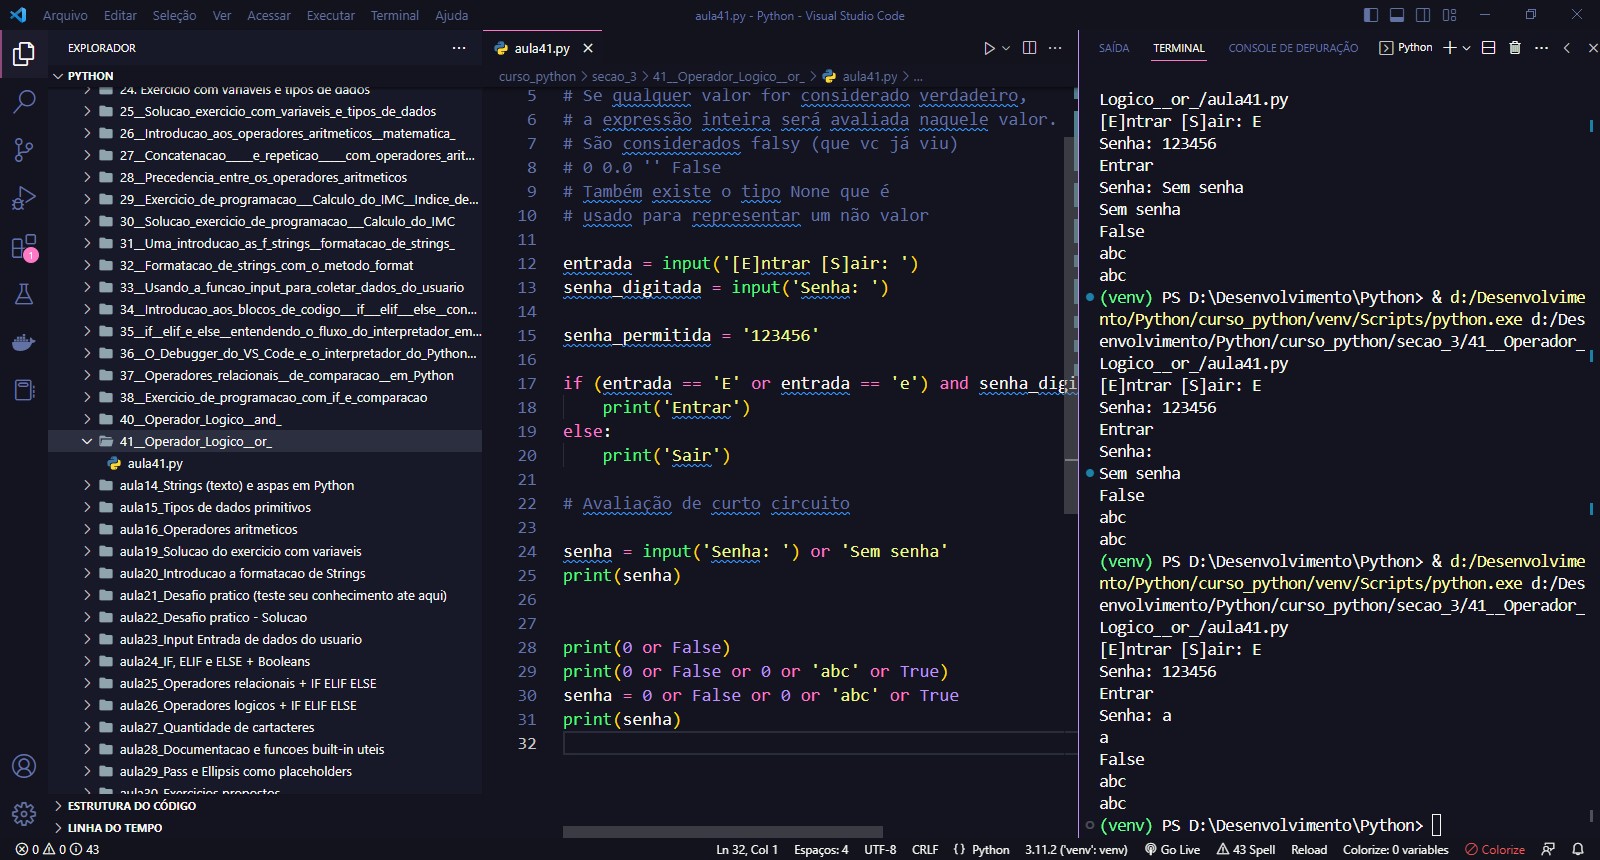 Arquivo Editar Seleção Ver Acessar Executar Terminal Ajuda
aula41.py - Python - Visual Studio Code
EXPLORADOR
PYTHON
24. Exercicio com variaveis e tipos de dados
25__Solucao_exercicio_com_variaveis_e_tipos_de_dados
26__Introducao_aos_operadores_aritmeticos__matematica_
27__Concatenacao____e_repeticao____com_operadores_arit...
28__Precedencia_entre_os_operadores_aritmeticos
29__Exercicio_de_programacao___Calculo_do_IMC__Indice_de...
30__Solucao_exercicio_de_programacao___Calculo_do_IMC
31__Uma_introducao_as_f_strings__formatacao_de_strings_
32__Formatacao_de_strings_com_o_metodo_format
33__Usando_a_funcao_input_para_coletar_dados_do_usuario
34__Introducao_aos_blocos_de_codigo___if___elif___else__con...
35__if__elif_e_else__entendendo_o_fluxo_do_interpretador_em...
36__O_Debugger_do_VS_Code_e_o_interpretador_do_Python...
37__Operadores_relacionais__de_comparacao__em_Python
38__Exercicio_de_programacao_com_if_e_comparacao
40__Operador_Logico__and_
41__Operador_Logico__or_
aula41.py
aula14_Strings (texto) e aspas em Python
aula15_Tipos de dados primitivos
aula16_Operadores aritmeticos
aula19_Solucao do exercicio com variaveis
aula20_Introducao a formatacao de Strings
aula21_Desafio pratico (teste seu conhecimento ate aqui)
aula22_Desafio pratico - Solucao
aula23_Input Entrada de dados do usuario
aula24_IF, ELIF e ELSE + Booleans
aula25_Operadores relacionais + IF ELIF ELSE
aula26_Operadores logicos + IF ELIF ELSE
aula27_Quantidade de cartacteres
aula28_Documentacao e funcoes built-in uteis
aula29_Pass e Ellipsis como placeholders
aula30_Exercicios propostos
ESTRUTURA DO CÓDIGO
LINHA DO TEMPO
1
aula41.py
curso_python > secao_3 > 41__Operador_Logico__or_ > aula41.py > ...
5 # Se qualquer valor for considerado verdadeiro,
6 # a expressão inteira será avaliada naquele valor.
7 # São considerados falsy (que vc já viu)
8 # 0 0.0 '' False
9 # Também existe o tipo None que é
10 # usado para representar um não valor
11
12 entrada = input('[E]ntrar [S]air: ')
13 senha_digitada = input('Senha: ')
14
15 senha_permitida = '123456'
16
17 if (entrada == 'E' or entrada == 'e') and senha_digi
18 print('Entrar')
19 else:
20 print('Sair')
21
22 # Avaliação de curto circuito
23
24 senha = input('Senha: ') or 'Sem senha'
25 print(senha)
26
27
28 print(0 or False)
29 print(0 or False or 0 or 'abc' or True)
30 senha = 0 or False or 0 or 'abc' or True
31 print(senha)
32
SAÍDA TERMINAL CONSOLE DE DEPURAÇÃO Python
Logico__or_/aula41.py
[E]ntrar [S]air: E
Senha: 123456
Entrar
Senha: Sem senha
Sem senha
False
abc
abc
(venv) PS D:\Desenvolvimento\Python> & d:/Desenvolvime
nto/Python/curso_python/venv/Scripts/python.exe d:/Des
envolvimento/Python/curso_python/secao_3/41__Operador_
Logico__or_/aula41.py
[E]ntrar [S]air: E
Senha: 123456
Entrar
Senha:
Sem senha
False
abc
abc
(venv) PS D:\Desenvolvimento\Python> & d:/Desenvolvime
nto/Python/curso_python/venv/Scripts/python.exe d:/Des
envolvimento/Python/curso_python/secao_3/41__Operador_
Logico__or_/aula41.py
[E]ntrar [S]air: E
Senha: 123456
Entrar
Senha: a
a
False
abc
abc
(venv) PS D:\Desenvolvimento\Python>
0 0 43 Ln 32, Col 1 Espaços: 4 UTF-8 CRLF Python 3.11.2 ('venv': venv) Go Live 43 Spell Reload Colorize: 0 variables Colorize